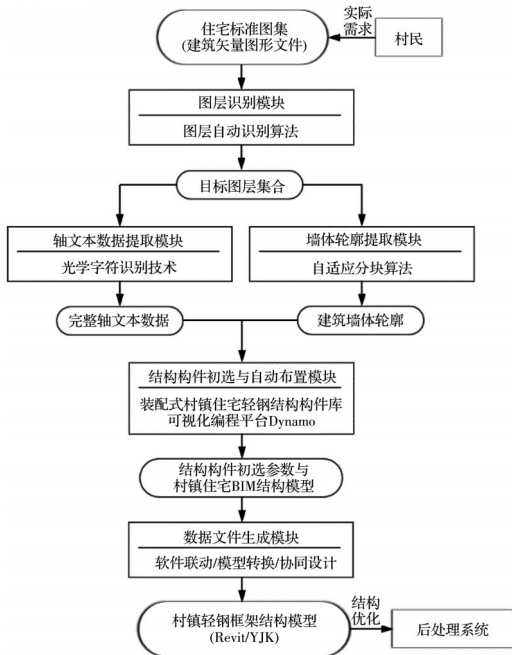 住宅标准图集
(建筑矢量图形文件)
实际
需求
村民
图层识别模块
图层自动识别算法
目标图层集合
轴文本数据提取模块
光学字符识别技术
墙体轮廓提取模块
自适应分块算法
完整轴文本数据
建筑墙体轮廓
结构构件初选与自动布置模块
装配式村镇住宅轻钢结构构件库
可视化编程平台Dynamo
结构构件初选参数与
村镇住宅BIM结构模型
数据文件生成模块
软件联动/模型转换/协同设计
村镇轻钢框架结构模型
(Revit/YJK)
结构
优化
后处理系统